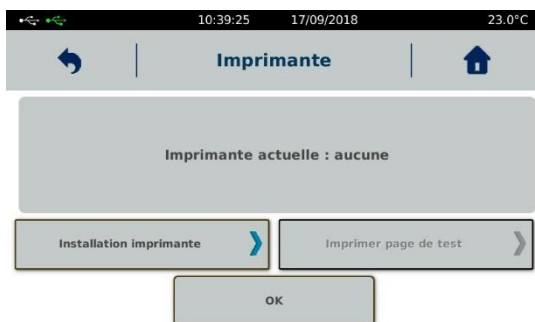 10:39:25 17/09/2018 23.0°C
Imprimante
Imprimante actuelle : aucune
Installation imprimante Imprimer page de test
OK